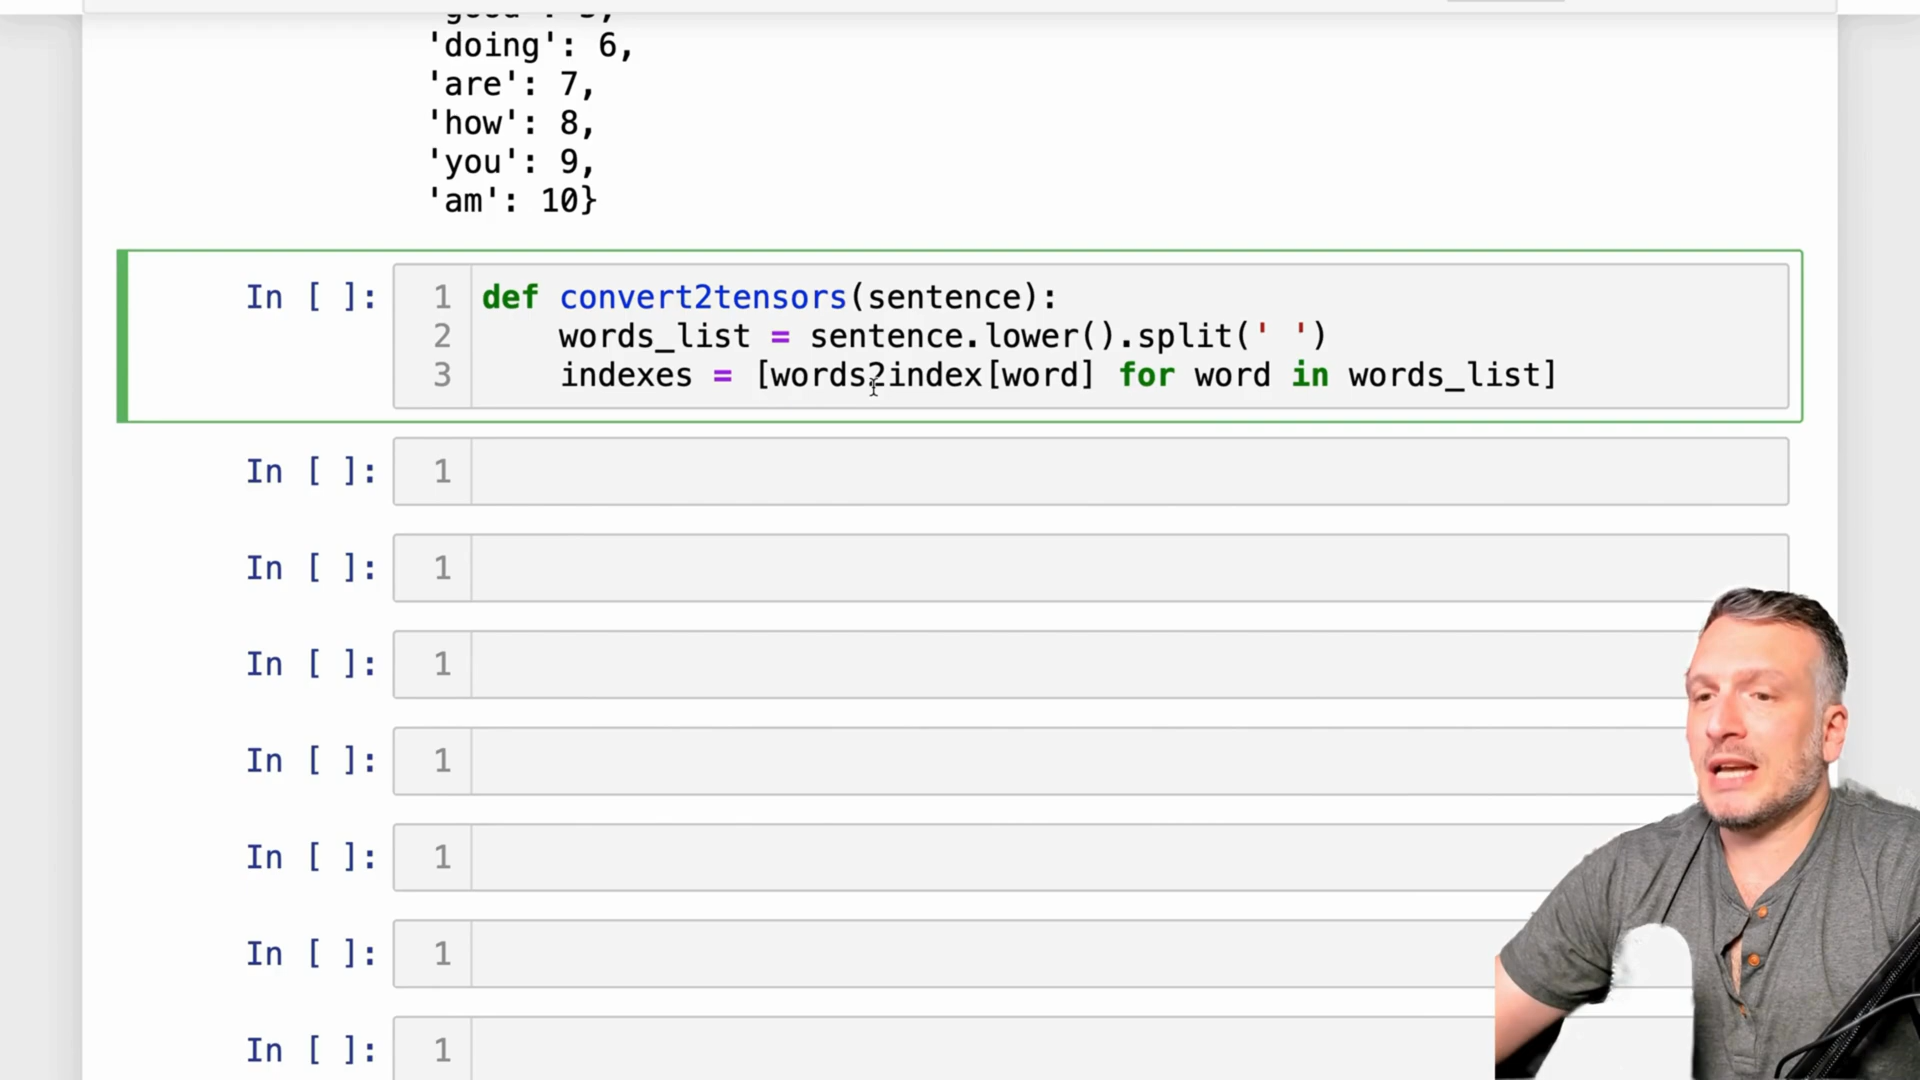 'doing': 6,
'are': 7,
'how': 8,
'you': 9,
'am': 10}
In [ ]:
1 def convert2tensors(sentence):
2 words_list = sentence.lower().split(' ')
3 indexes = [words2index[word] for word in words_list]
In [ ]: 1
In [ ]: 1
In [ ]: 1
In [ ]: 1
In [ ]: 1
In [ ]: 1
In [ ]: 1